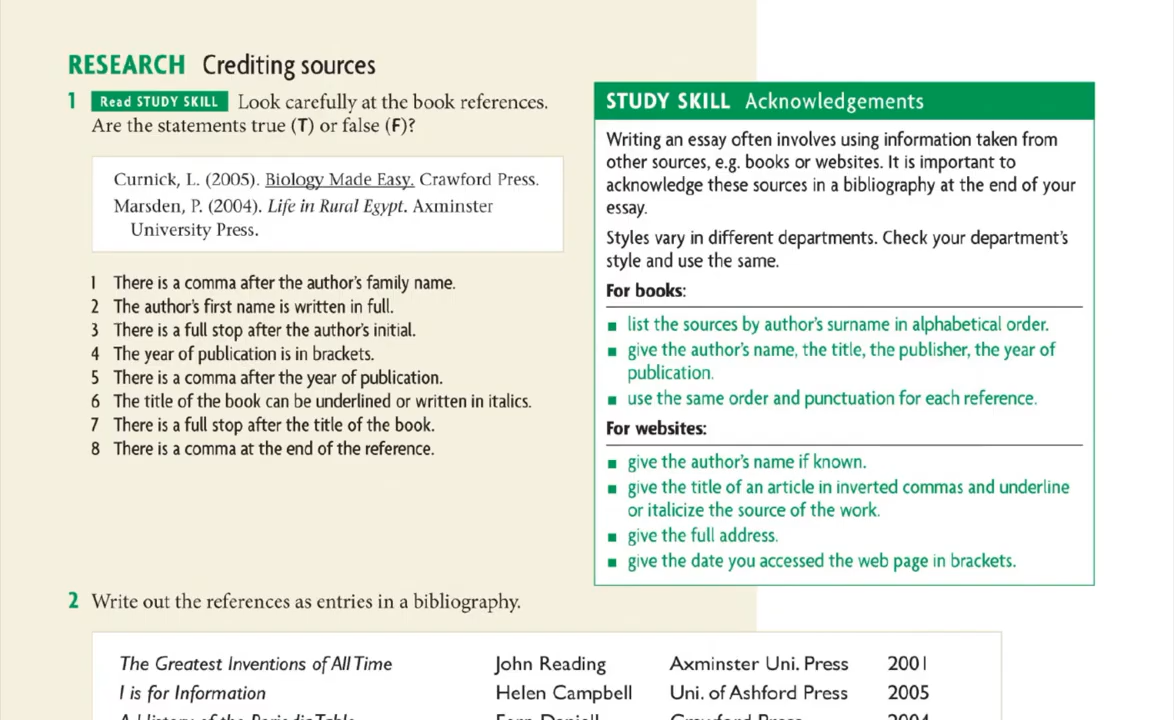 RESEARCH Crediting sources
1 Read STUDY SKILL Look carefully at the book references.
Are the statements true (T) or false (F)?
Curnick, L. (2005). Biology Made Easy. Crawford Press.
Marsden, P. (2004). Life in Rural Egypt. Axminster
University Press.
1 There is a comma after the author's family name.
2 The author's first name is written in full.
3 There is a full stop after the author's initial.
4 The year of publication is in brackets.
5 There is a comma after the year of publication.
6 The title of the book can be underlined or written in italics.
7 There is a full stop after the title of the book.
8 There is a comma at the end of the reference.
STUDY SKILL Acknowledgements
Writing an essay often involves using information taken from
other sources, e.g. books or websites. It is important to
acknowledge these sources in a bibliography at the end of your
essay.
Styles vary in different departments. Check your department's
style and use the same.
For books:
■ list the sources by author's surname in alphabetical order.
■ give the author's name, the title, the publisher, the year of
publication.
■ use the same order and punctuation for each reference.
For websites:
■ give the author's name if known.
■ give the title of an article in inverted commas and underline
or italicize the source of the work.
■ give the full address.
■ give the date you accessed the web page in brackets.
2 Write out the references as entries in a bibliography.
The Greatest Inventions of All Time John Reading Axminster Uni. Press 2001
I is for Information Helen Campbell Uni. of Ashford Press 2005